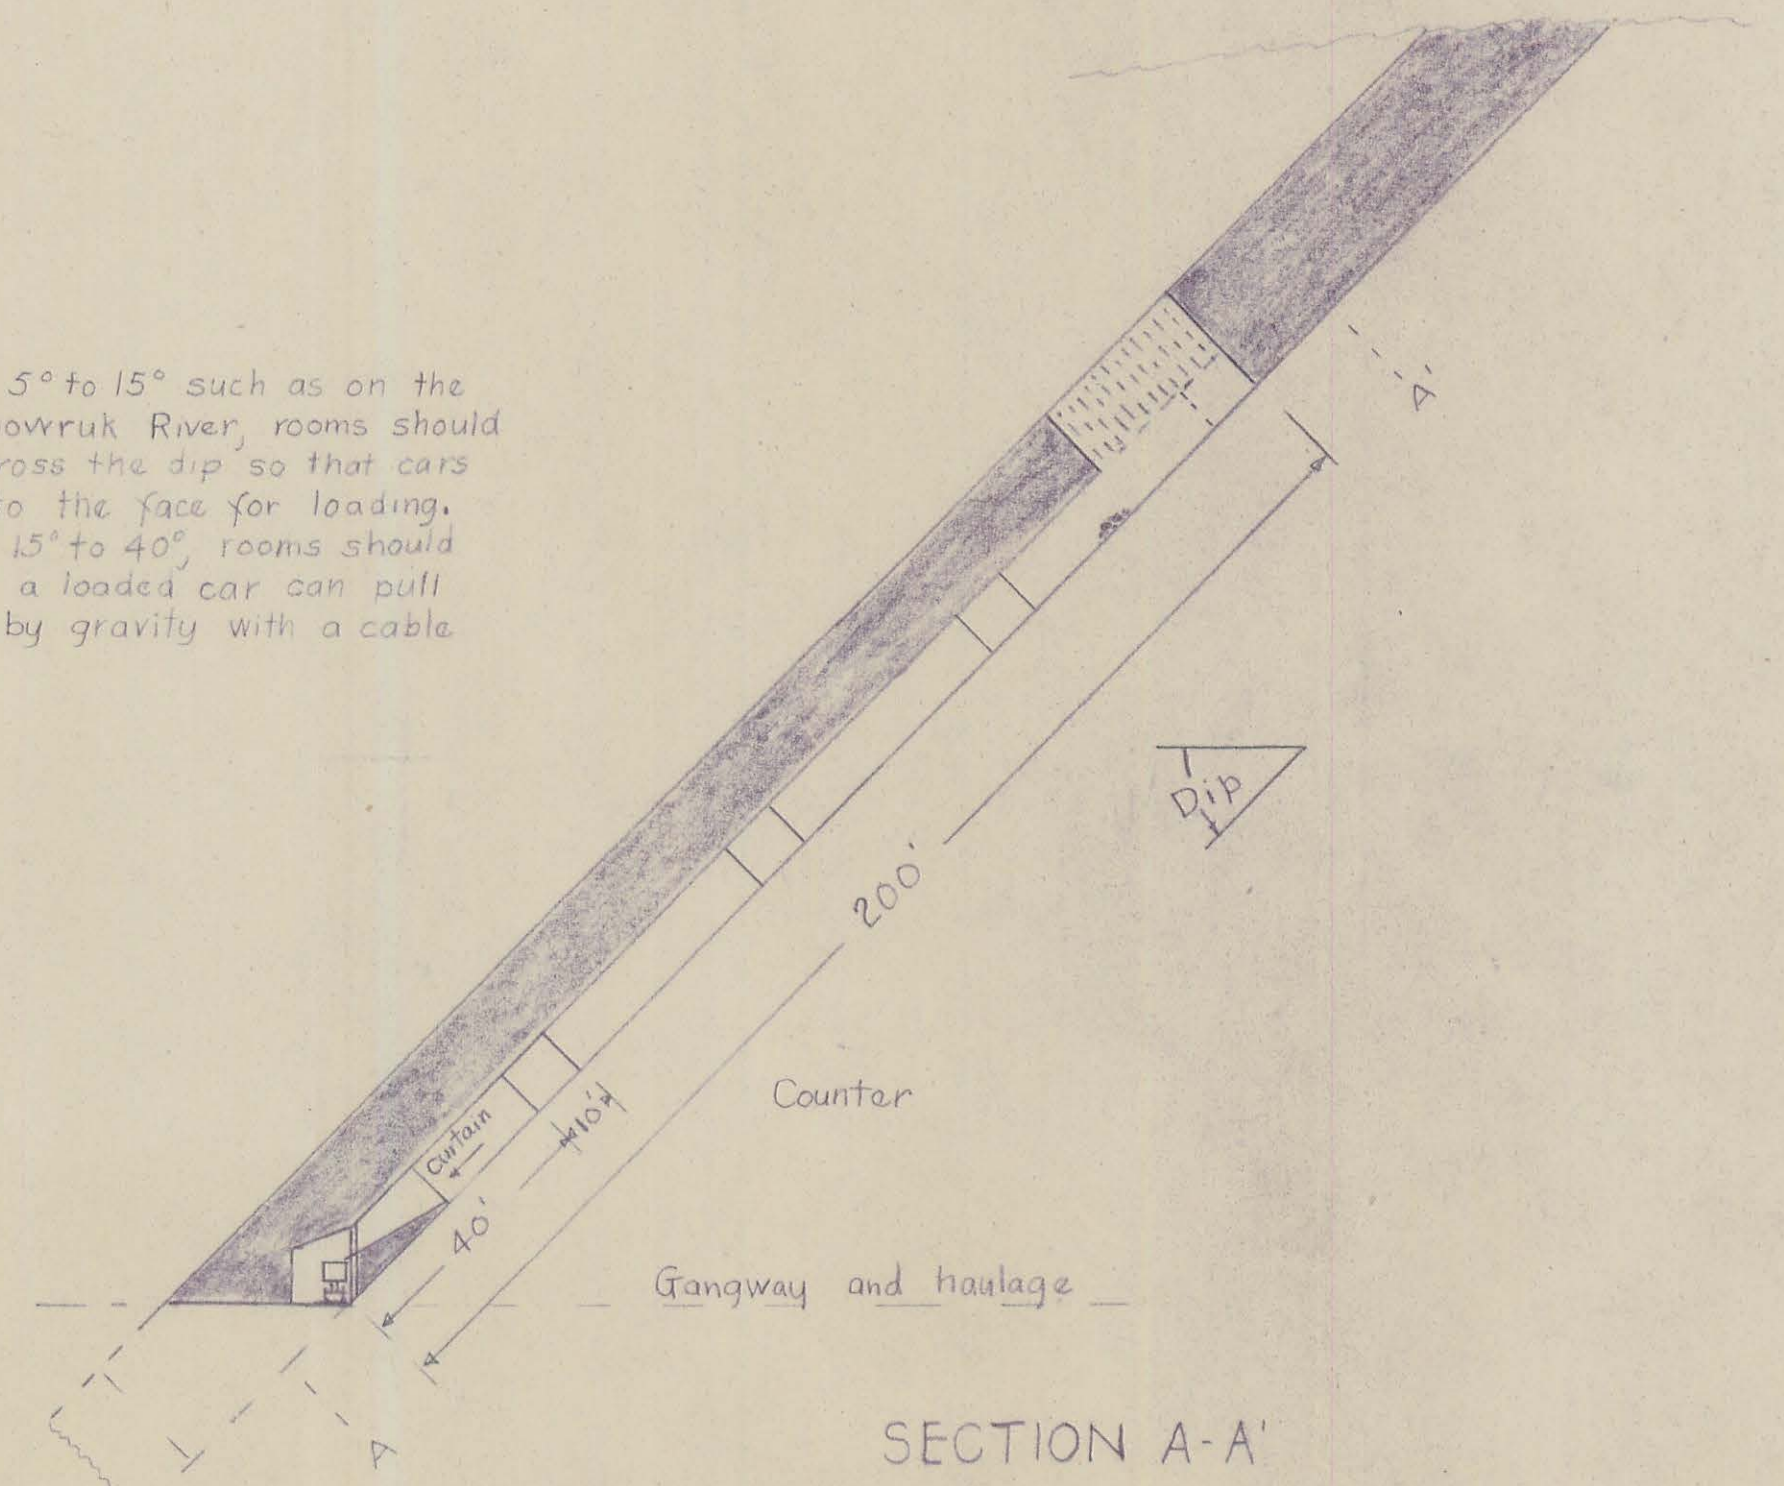 5° to 15° such as on the
owruk River, rooms should
ross the dip so that cars
o the face for loading.
15° to 40°, rooms should
a loaded car can pull
by gravity with a cable
A'
Dip
200'
Counter
10'
Curtain
40'
Gangway and haulage
A
SECTION A-A'